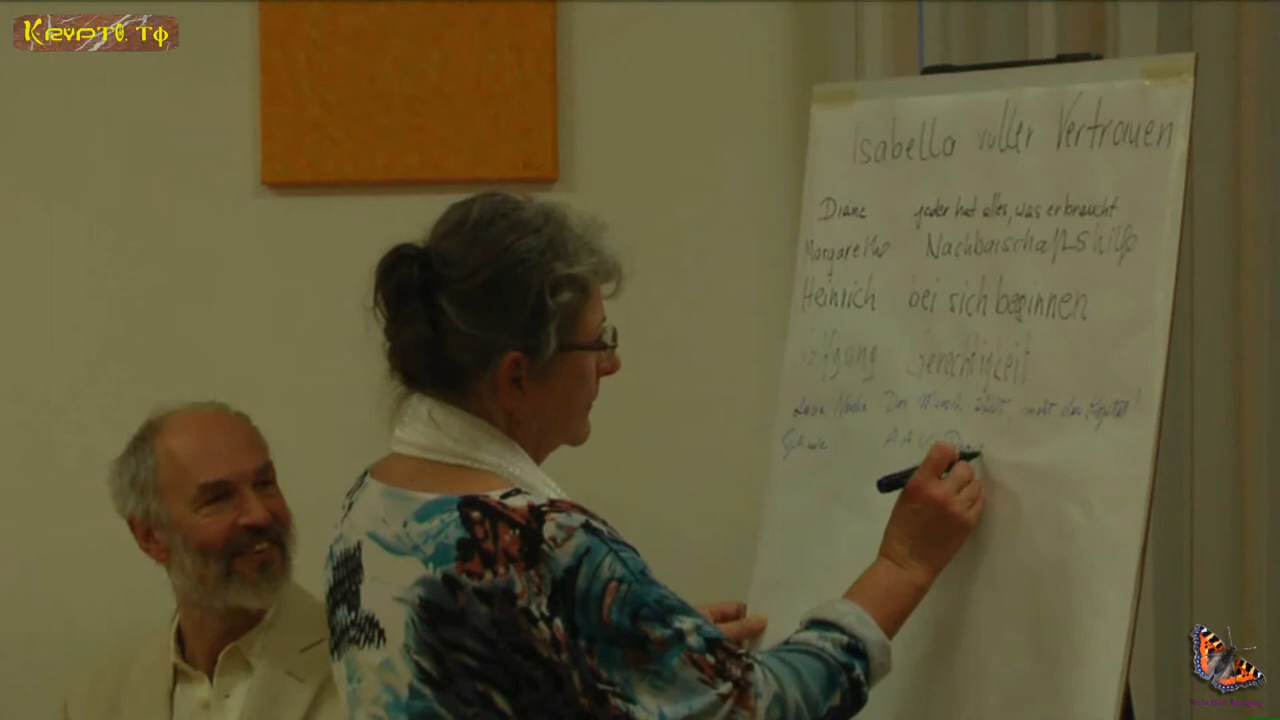 Krypto.TV
Isabella voller Vertrauen
Diane jeder hat alles, was er braucht
Margaretha Nachbarschaftshilfe
Heinrich bei sich beginnen
Wolfgang Gerechtigkeit
Der Mensch zählt, nicht das Kapital!